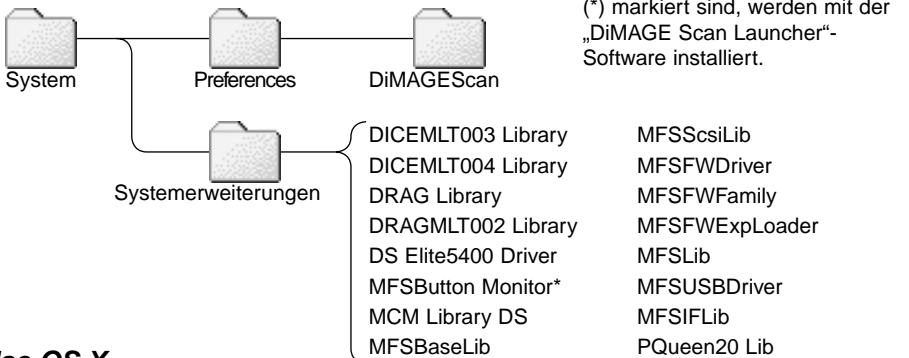 (*) markiert sind, werden mit der
„DiMAGE Scan Launcher“-
Software installiert.
System
Preferences
DiMAGEScan
Systemerweiterungen
DICEMLT003 Library
DICEMLT004 Library
DRAG Library
DRAGMLT002 Library
DS Elite5400 Driver
MFSButton Monitor*
MCM Library DS
MFSBaseLib
MFSScsiLib
MFSFWDriver
MFSFWFamily
MFSFWExpLoader
MFSLib
MFSUSBDriver
MFSIFLib
PQueen20 Lib
OS X